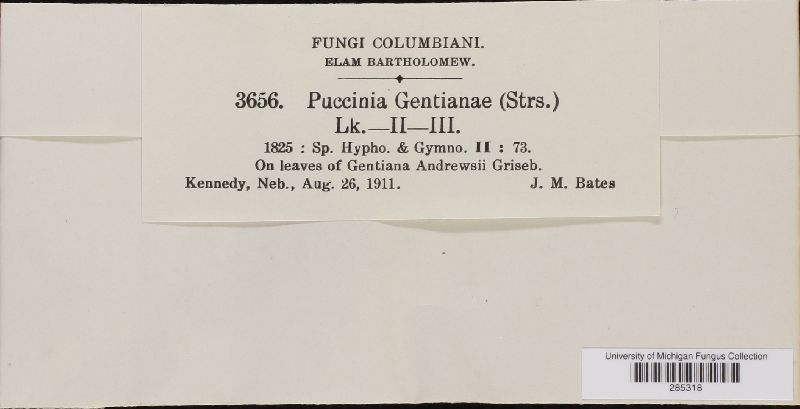 FUNGI COLUMBIANI.
ELAM BARTHOLOMEW.
3656. Puccinia Gentianae (Strs.)
Lk.—II—III.
1825 : Sp. Hypho. & Gymno. II : 73.
On leaves of Gentiana Andrewsii Griseb.
Kennedy, Neb., Aug. 26, 1911. J. M. Bates
University of Michigan Fungus Collection
285318